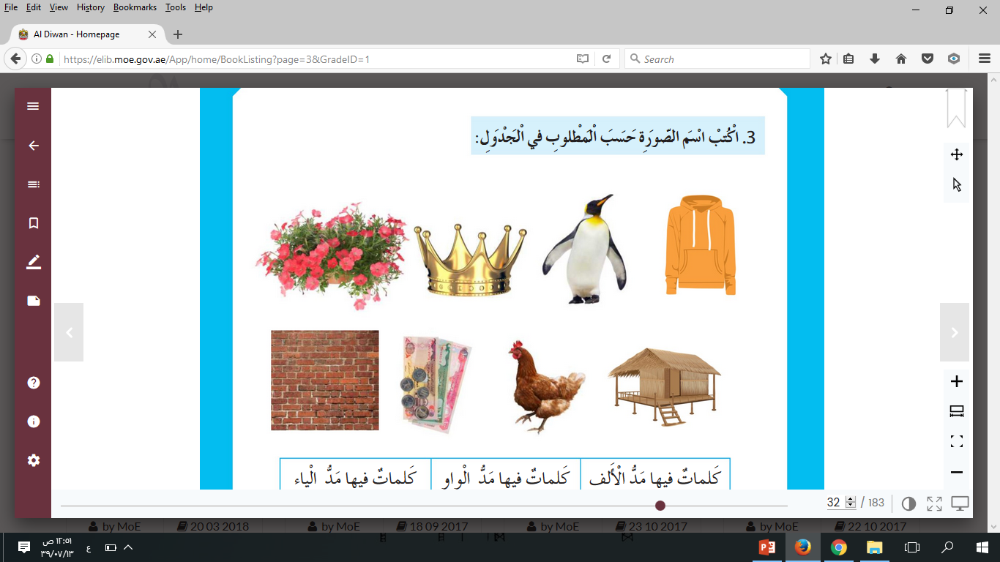 File Edit View History Bookmarks Tools Help
Al Diwan - Homepage
https://elib.moe.gov.ae/App/home/BookListing?page=3&GradeID=1
Search
3. اكْتُبْ اسْمَ الصّورَةِ حَسَبَ الْمَطْلوبِ في الْجَدْوَلِ:
كَلماتٌ فيها مَدُّ الْأَلف
كَلماتٌ فيها مَدُّ الْواو
كَلماتٌ فيها مَدُّ الْياء
32 / 183
by MoE 20 03 2018 by MoE 18 09 2017 by MoE 23 10 2017 by MoE 22 10 2017
ع
١٢:٥١ ص
٣٩/٠٧/١٣